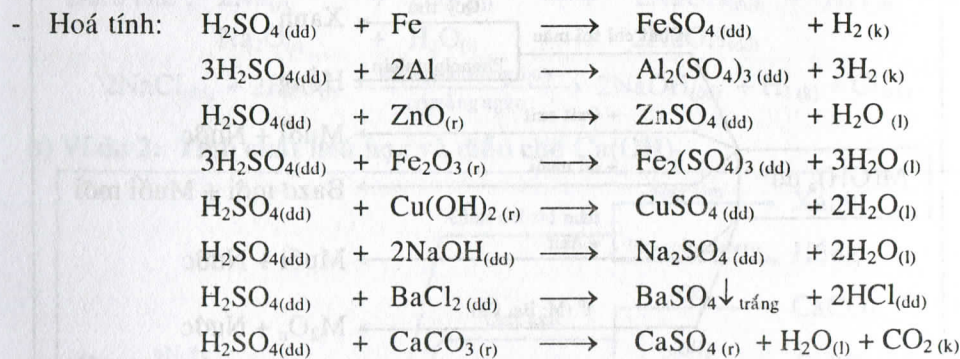 - Hoá tính: H₂SO₄₍dd₎ + Fe ⟶ FeSO₄ (dd) + H₂ (k)
3H₂SO₄(dd) + 2Al ⟶ Al₂(SO₄)₃ (dd) + 3H₂ (k)
H₂SO₄(dd) + ZnO(r) ⟶ ZnSO₄ (dd) + H₂O (l)
3H₂SO₄(dd) + Fe₂O₃ (r) ⟶ Fe₂(SO₄)₃ (dd) + 3H₂O (l)
H₂SO₄(dd) + Cu(OH)₂ (r) ⟶ CuSO₄ (dd) + 2H₂O(l)
H₂SO₄(dd) + 2NaOH(dd) ⟶ Na₂SO₄ (dd) + 2H₂O(l)
H₂SO₄(dd) + BaCl₂ (dd) ⟶ BaSO₄↓ trắng + 2HCl(dd)
H₂SO₄(dd) + CaCO₃ (r) ⟶ CaSO₄ (r) + H₂O(l) + CO₂ (k)